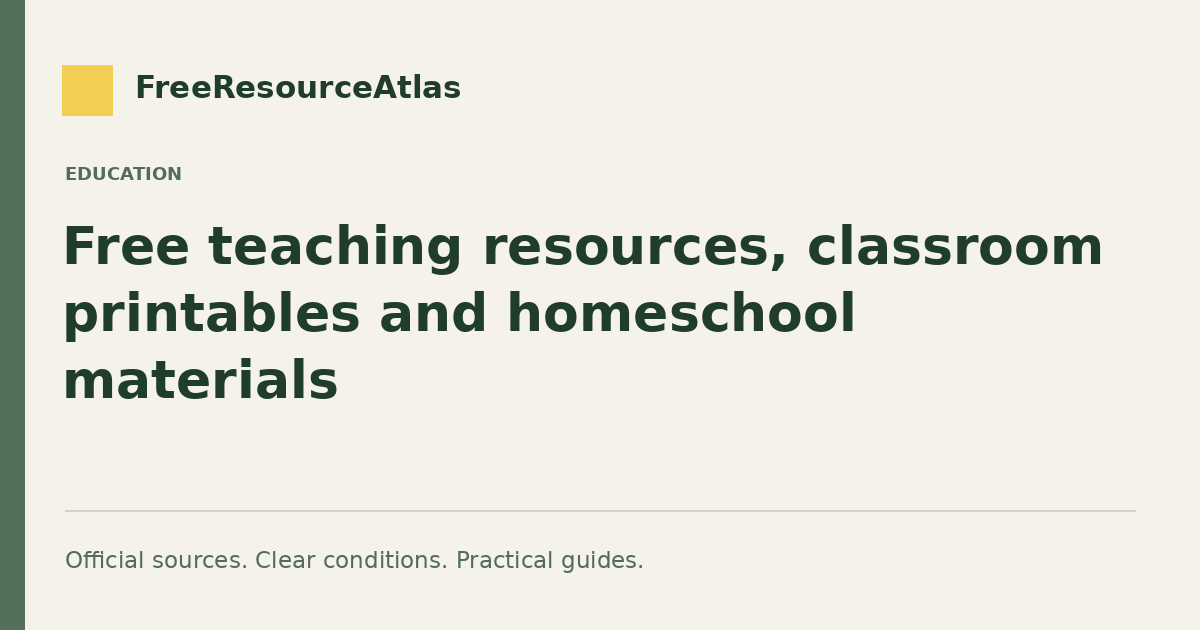 FreeResourceAtlas
EDUCATION
Free teaching resources, classroom
printables and homeschool
materials
Official sources. Clear conditions. Practical guides.